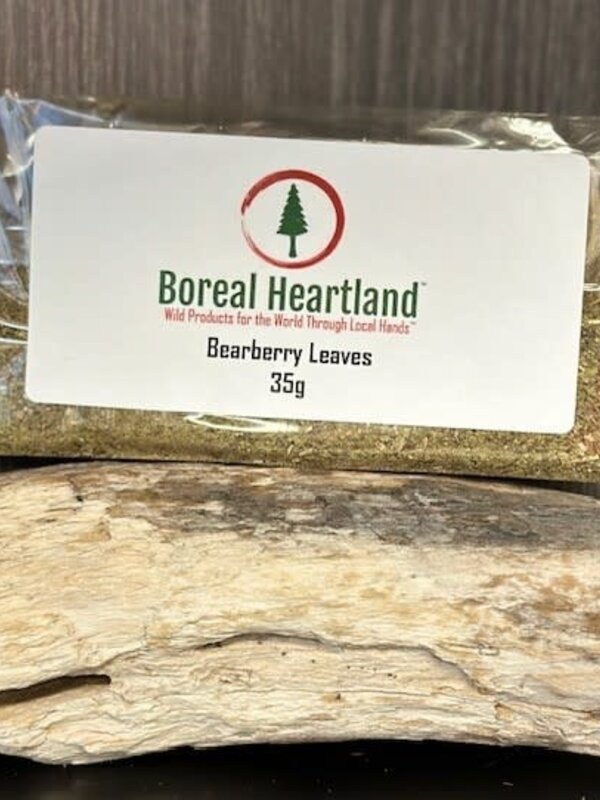 Boreal Heartland™
Wild Products for the World Through Local Hands™
Bearberry Leaves
35g